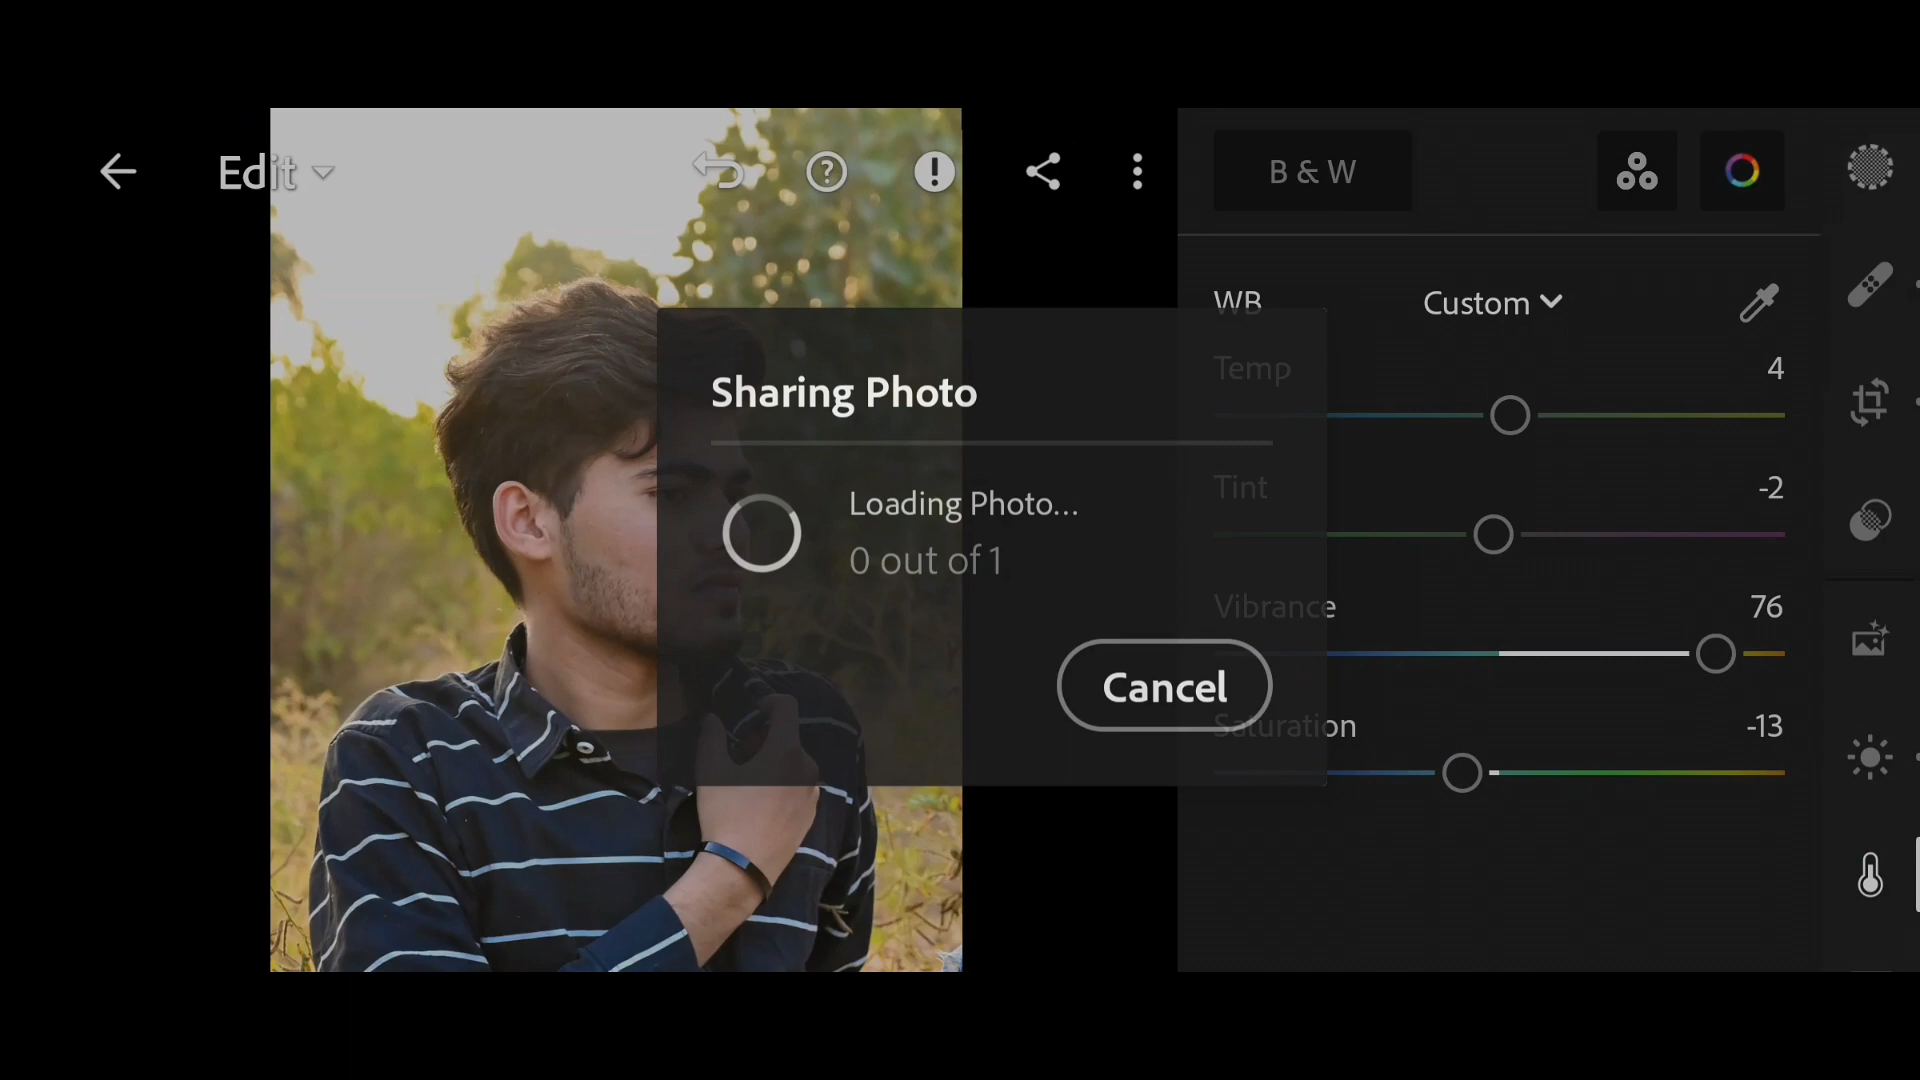 Edit
B & W
WB Custom
Temp 4
Tint -2
Vibrance 76
Saturation -13
Sharing Photo
Loading Photo...
0 out of 1
Cancel